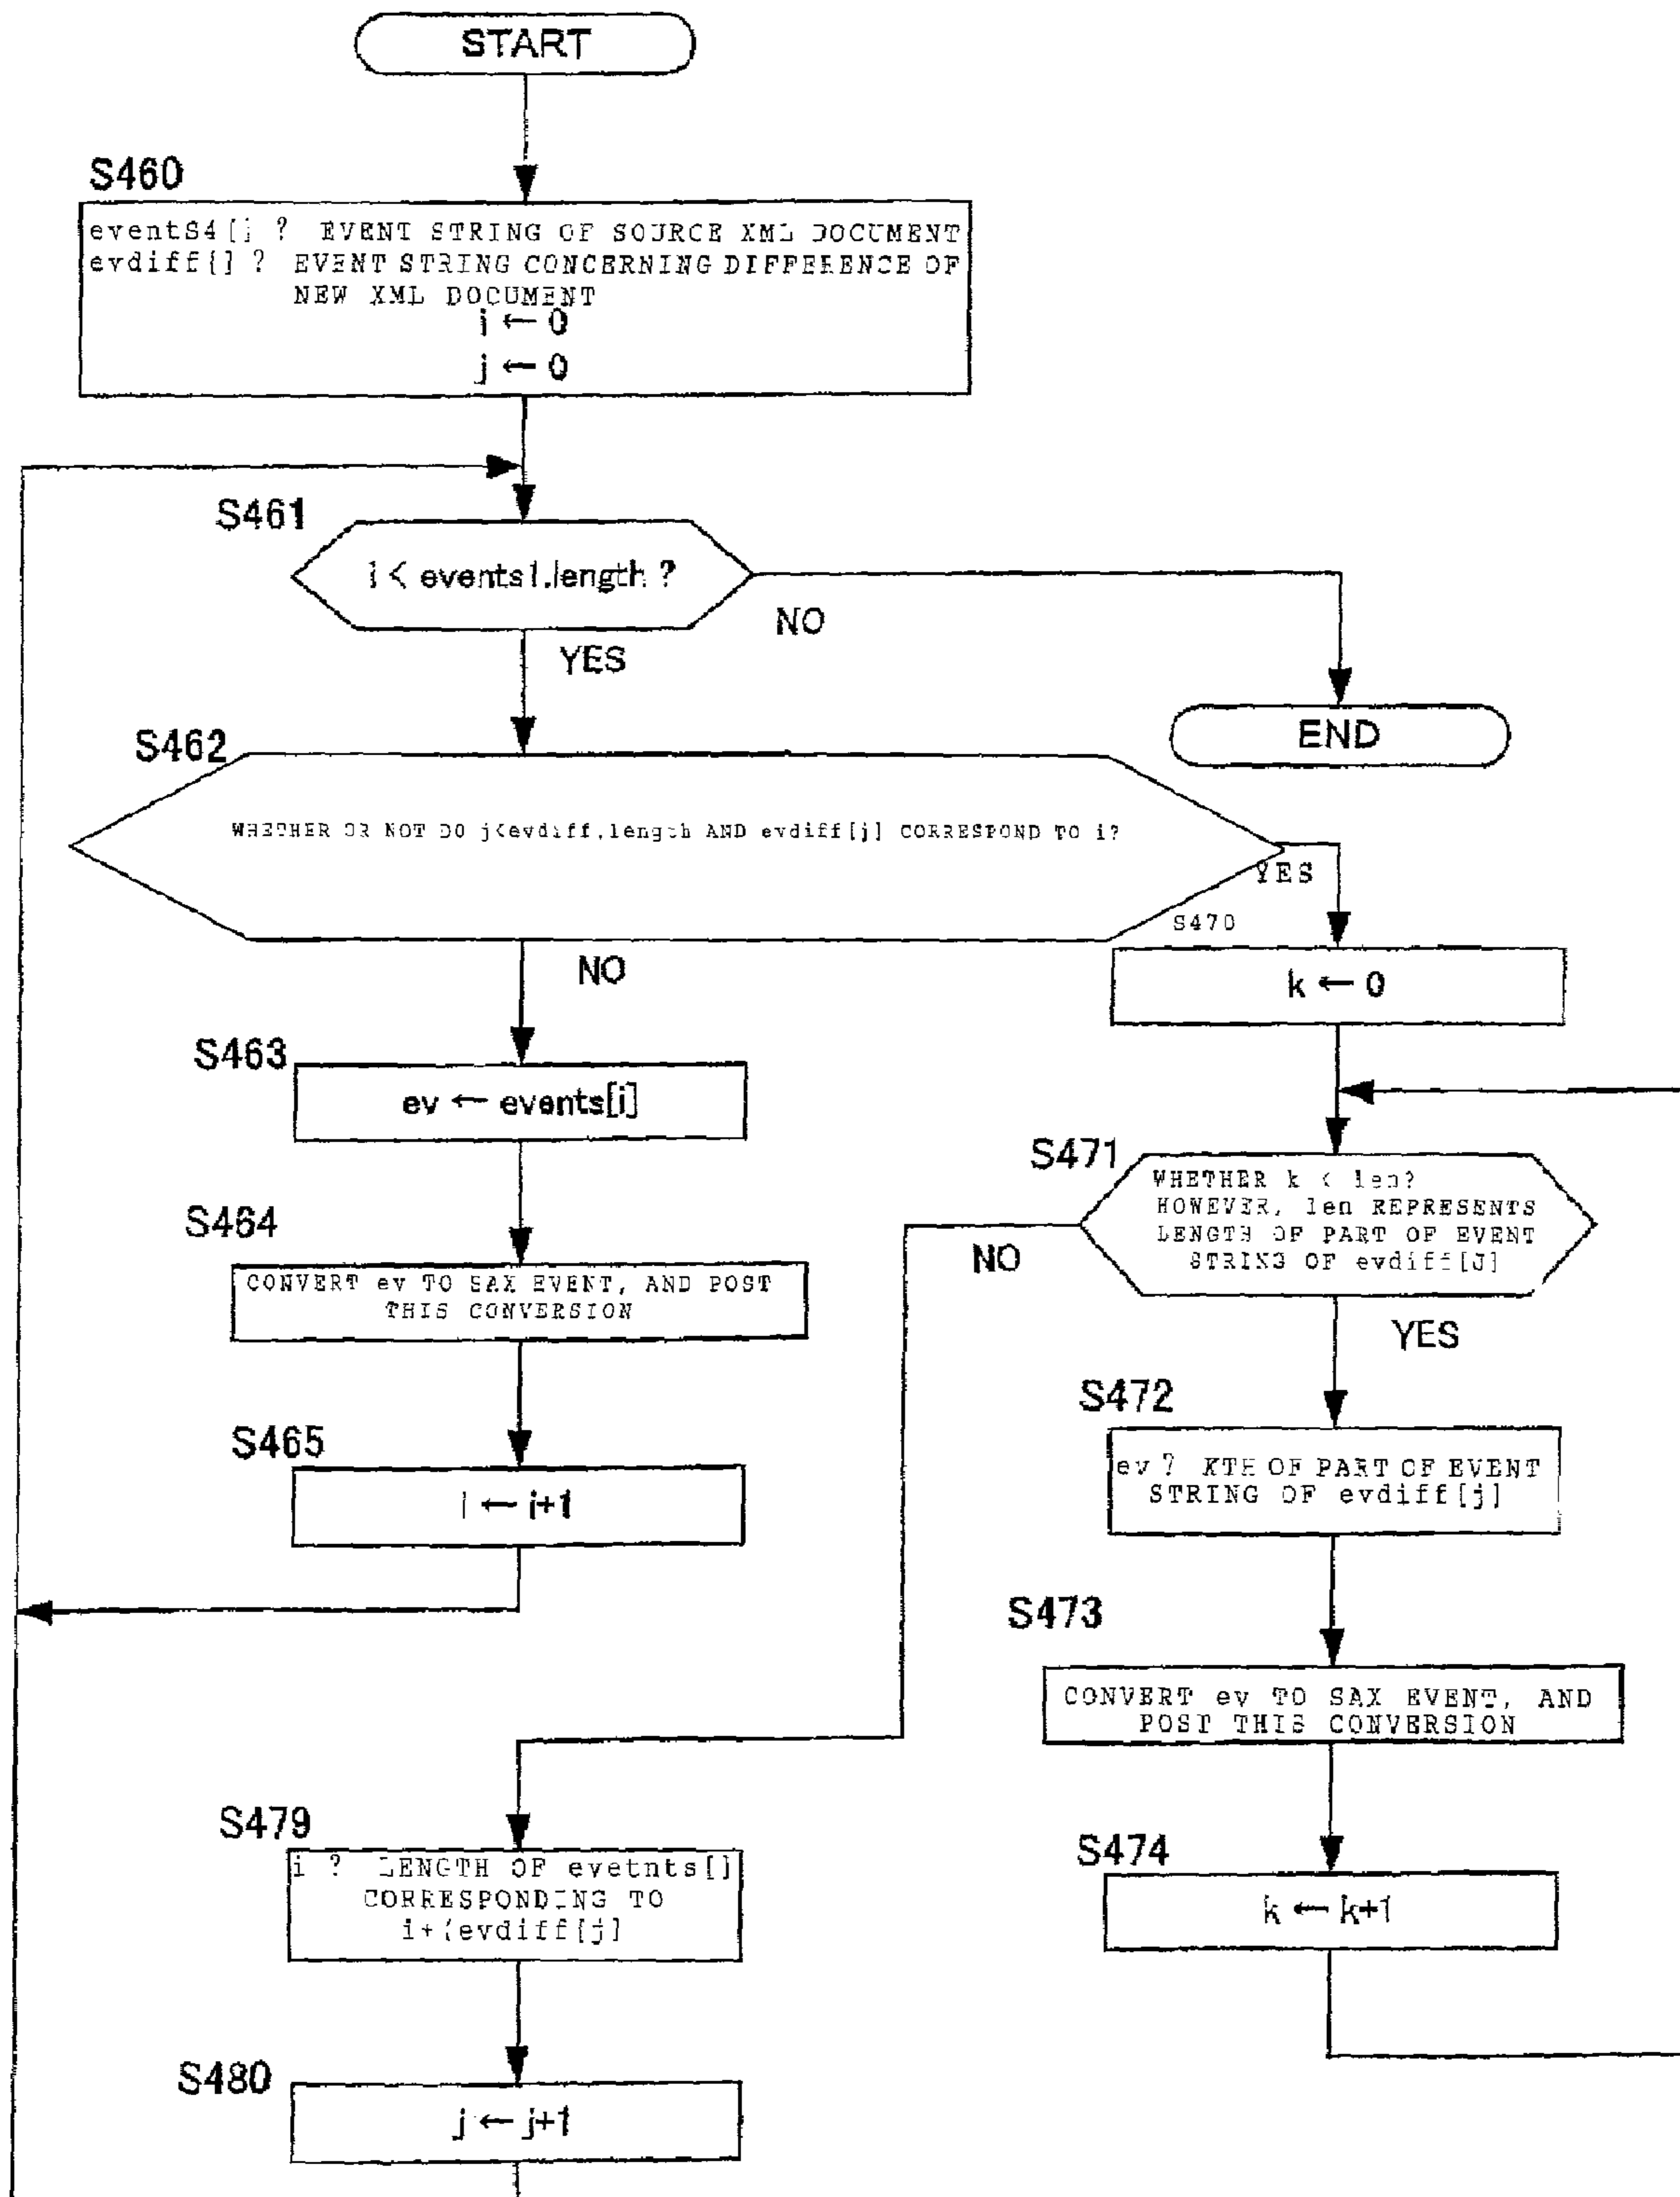 START
S460
eventS4[] ? EVENT STRING OF SOURCE XML DOCUMENT
evdiff[] ? EVENT STRING CONCERNING DIFFERENCE OF
NEW XML DOCUMENT
i ← 0
j ← 0
S461
i < events1.length ?
NO
YES
END
S462
WHETHER OR NOT DO j<evdiff.length AND evdiff[j] CORRESPOND TO i?
YES
NO
S470
k ← 0
S463
ev ← events[i]
S471
WHETHER k < len?
HOWEVER, len REPRESENTS
LENGTH OF PART OF EVENT
STRING OF evdiff[J]
NO
YES
S464
CONVERT ev TO SAX EVENT, AND POST
THIS CONVERSION
S472
ev ? KTH OF PART OF EVENT
STRING OF evdiff[j]
S465
i ← i+1
S473
CONVERT ev TO SAX EVENT, AND
POST THIS CONVERSION
S479
i ? LENGTH OF evetnts[]
CORRESPONDING TO
i+(evdiff[j]
S474
k ← k+1
S480
j ← j+1